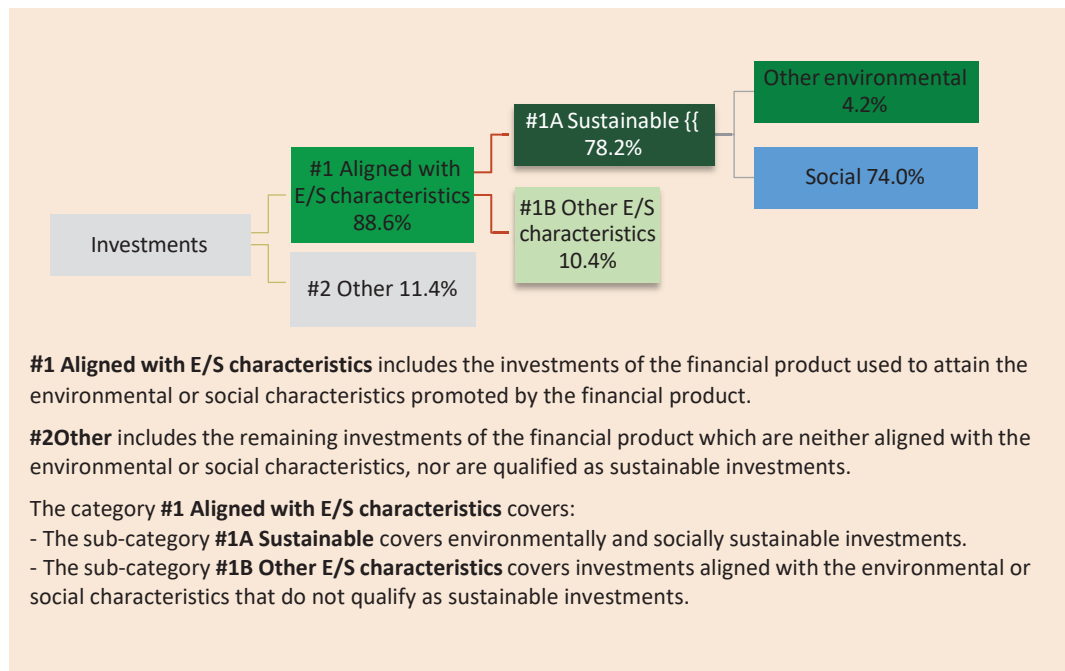 Investments
#1 Aligned with
E/S characteristics
88.6%
#2 Other 11.4%
#1A Sustainable {{
78.2%
#1B Other E/S
characteristics
10.4%
Other environmental
4.2%
Social 74.0%
#1 Aligned with E/S characteristics includes the investments of the financial product used to attain the
environmental or social characteristics promoted by the financial product.
#2Other includes the remaining investments of the financial product which are neither aligned with the
environmental or social characteristics, nor are qualified as sustainable investments.
The category #1 Aligned with E/S characteristics covers:
- The sub-category #1A Sustainable covers environmentally and socially sustainable investments.
- The sub-category #1B Other E/S characteristics covers investments aligned with the environmental or
social characteristics that do not qualify as sustainable investments.